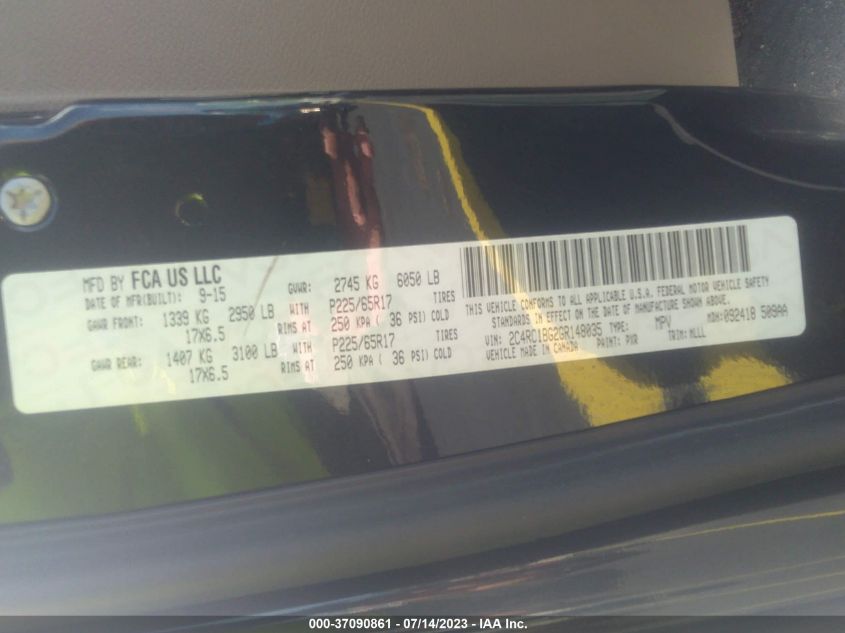 MFD BY FCA US LLC
DATE OF MFR(BUILT): 9-15
GVWR: 2745 KG 6050 LB
GAWR FRONT: 1339 KG 2950 LB WITH P225/65R17 TIRES
17X6.5 RIMS AT 250 KPA ( 36 PSI) COLD
GAWR REAR: 1407 KG 3100 LB WITH P225/65R17 TIRES
17X6.5 RIMS AT 250 KPA ( 36 PSI) COLD
THIS VEHICLE CONFORMS TO ALL APPLICABLE U.S.A. FEDERAL MOTOR VEHICLE SAFETY
STANDARDS IN EFFECT ON THE DATE OF MANUFACTURE SHOWN ABOVE.
VIN: 2C4RC1BG2GR148035 TYPE: MPV MDH: 092418 509AA
VEHICLE MADE IN CANADA PAINT: PXR TRIM: MLLL
000-37090861 - 07/14/2023 - IAA Inc.